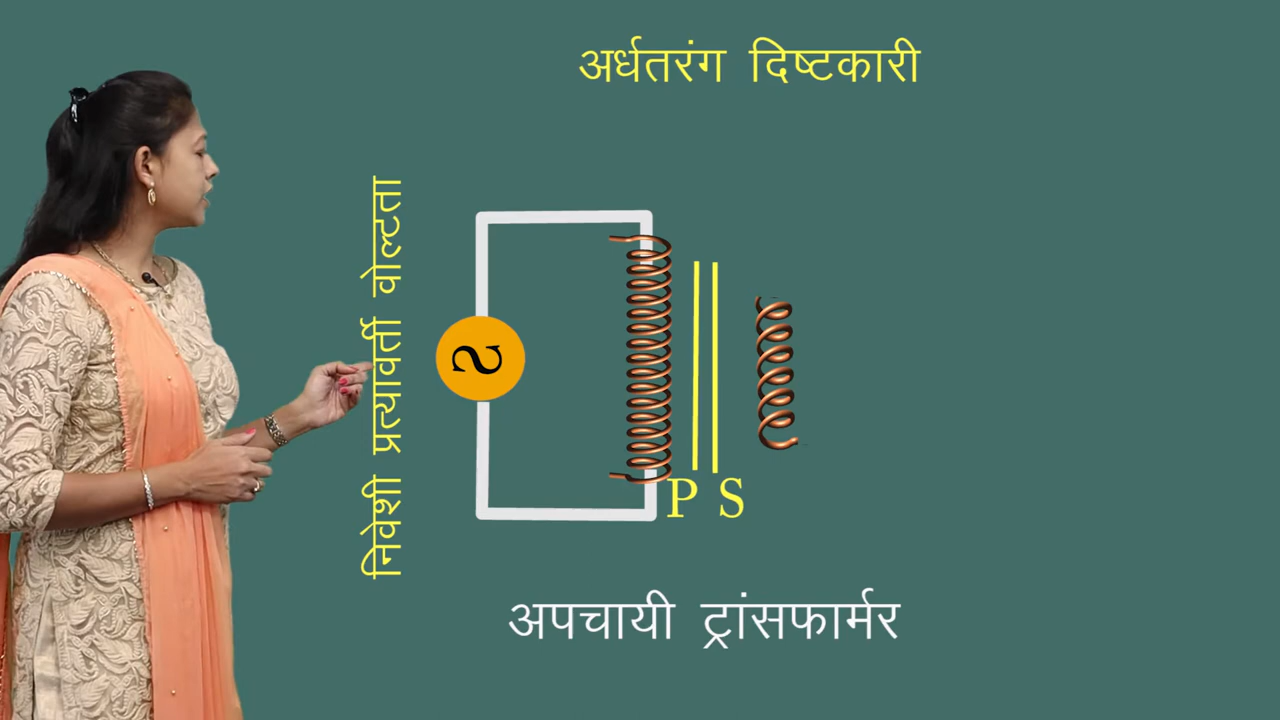 अर्धतरंग दिष्टकारी
निवेशी प्रत्यावर्ती वोल्टता
P S
अपचायी ट्रांसफार्मर